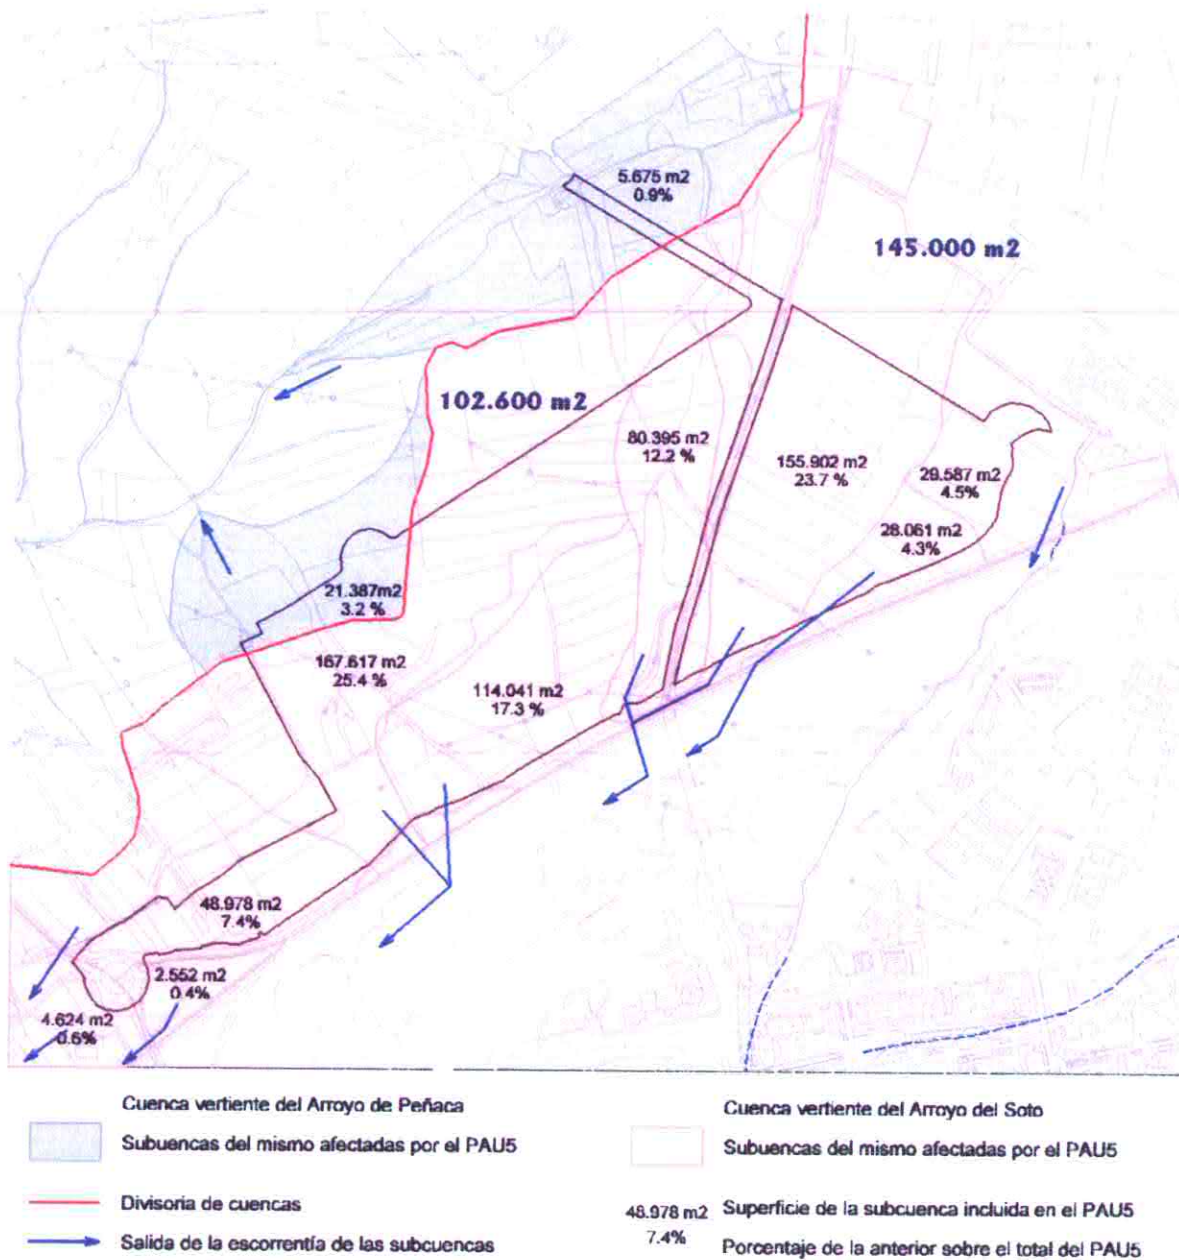 5.675 m2
0.9%
145.000 m2
102.600 m2
80.395 m2
12.2 %
155.902 m2
23.7 %
29.587 m2
4.5%
28.061 m2
4.3%
21.387m2
3.2 %
167.617 m2
25.4 %
114.041 m2
17.3 %
48.978 m2
7.4%
2.552 m2
0.4%
4.624 m2
0.6%
Cuenca vertiente del Arroyo de Peñaca
Subuencas del mismo afectadas por el PAU5
Divisoria de cuencas
Salida de la escorrentía de las subcuencas
Cuenca vertiente del Arroyo del Soto
Subuencas del mismo afectadas por el PAU5
48.978 m2 Superficie de la subcuenca incluida en el PAU5
7.4% Porcentaje de la anterior sobre el total del PAU5